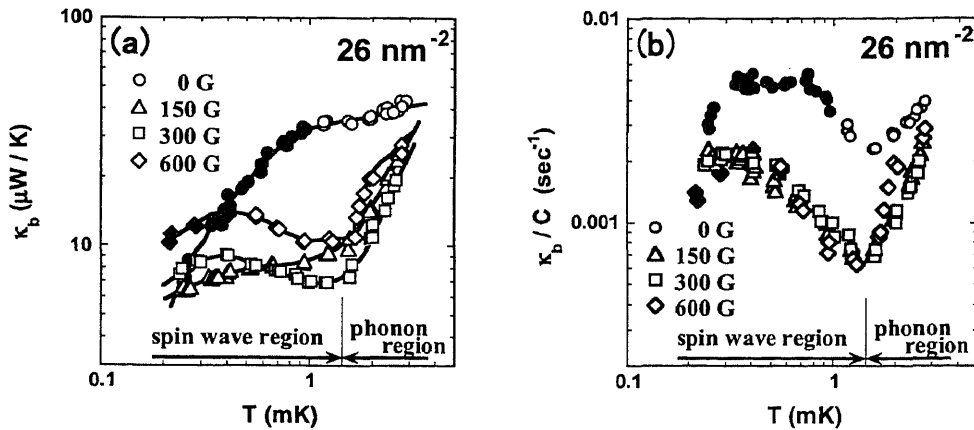 (a)
26 nm-2
100
10
0 G
150 G
300 G
600 G
κb (μW / K)
spin wave region
phonon region
0.1
1
T (mK)
(b)
26 nm-2
0.01
0.001
0 G
150 G
300 G
600 G
κb / C (sec-1)
spin wave region
phonon region
0.1
1
T (mK)